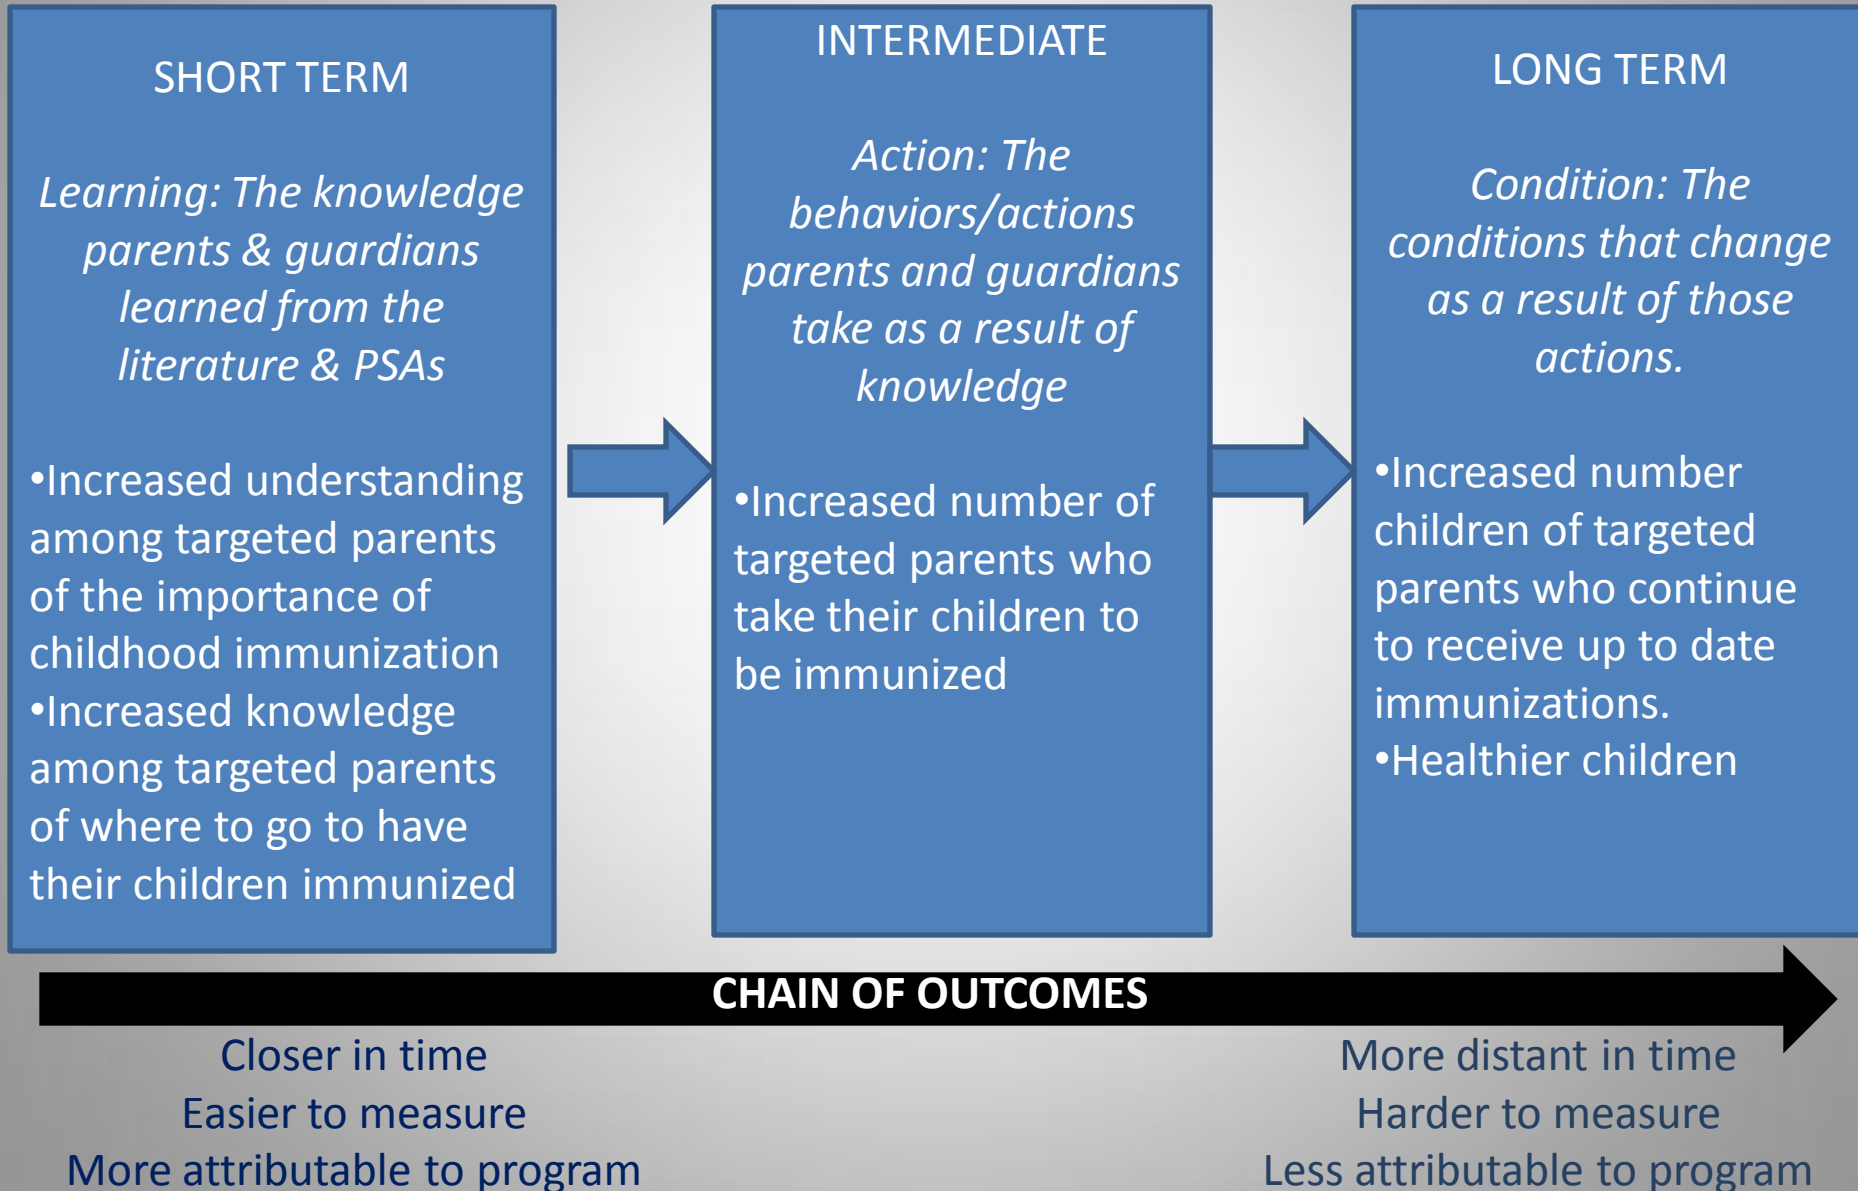 SHORT TERM
Learning: The knowledge
parents & guardians
learned from the
literature & PSAs
•Increased understanding
among targeted parents
of the importance of
childhood immunization
•Increased knowledge
among targeted parents
of where to go to have
their children immunized
INTERMEDIATE
Action: The
behaviors/actions
parents and guardians
take as a result of
knowledge
•Increased number of
targeted parents who
take their children to
be immunized
LONG TERM
Condition: The
conditions that change
as a result of those
actions.
•Increased number
children of targeted
parents who continue
to receive up to date
immunizations.
•Healthier children
CHAIN OF OUTCOMES
Closer in time
Easier to measure
More attributable to program
More distant in time
Harder to measure
Less attributable to program